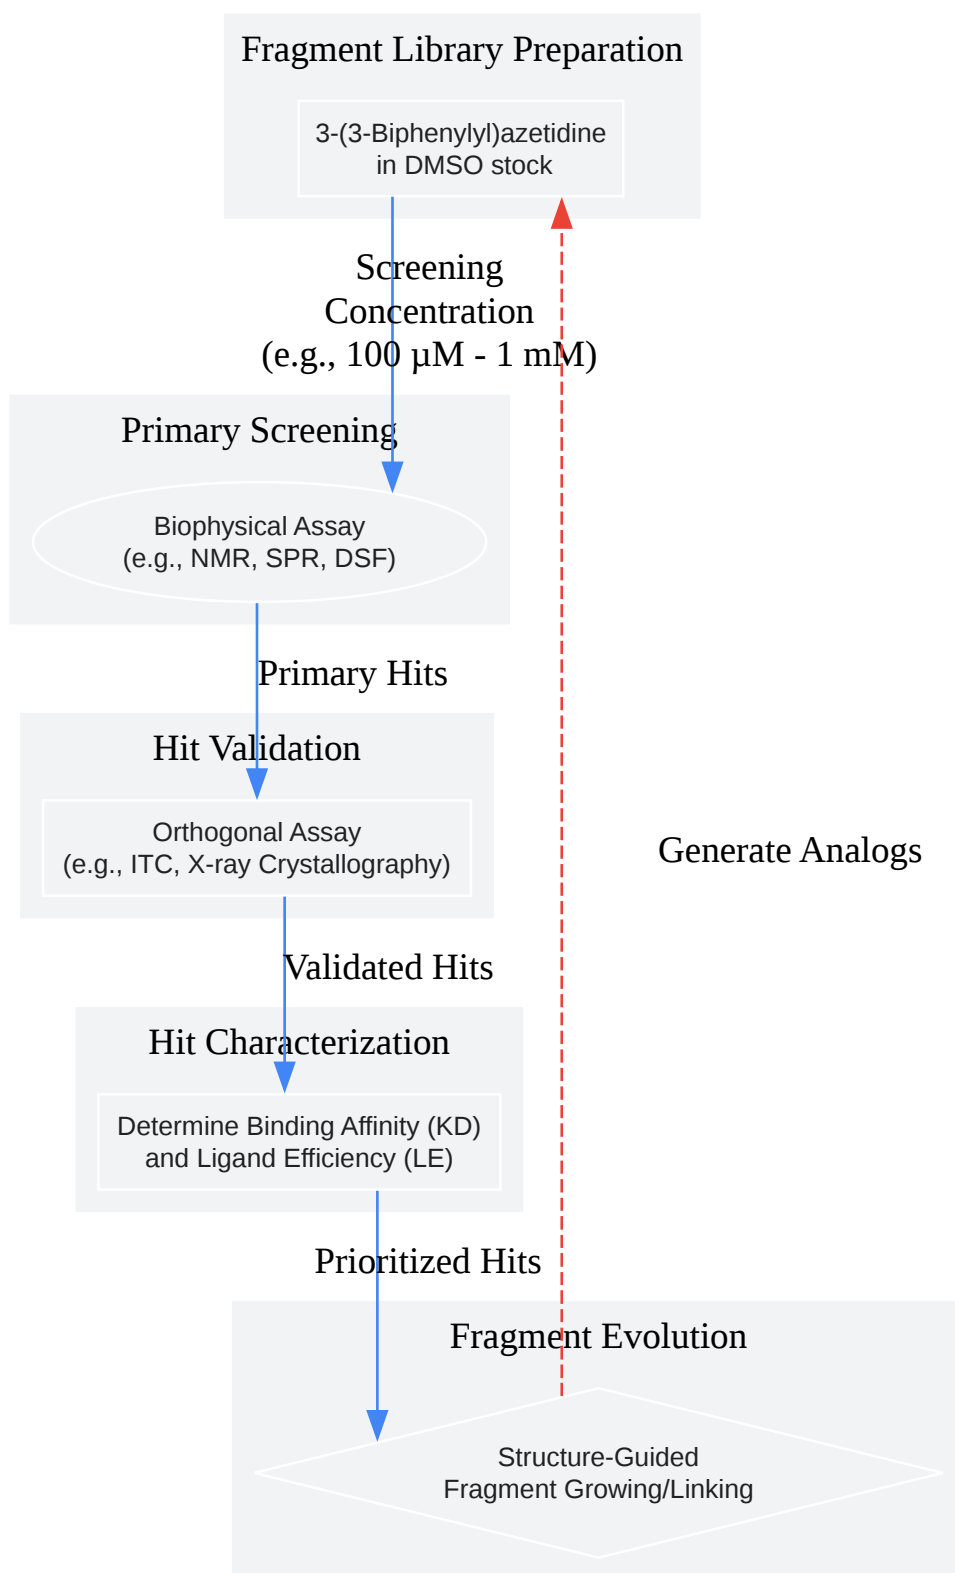 Fragment Library Preparation
3-(3-Biphenylyl)azetidine
in DMSO stock
Screening
Concentration
(e.g., 100 µM - 1 mM)
Primary Screening
Biophysical Assay
(e.g., NMR, SPR, DSF)
Primary Hits
Hit Validation
Orthogonal Assay
(e.g., ITC, X-ray Crystallography)
Generate Analogs
Validated Hits
Hit Characterization
Determine Binding Affinity (KD)
and Ligand Efficiency (LE)
Prioritized Hits
Fragment Evolution
Structure-Guided
Fragment Growing/Linking